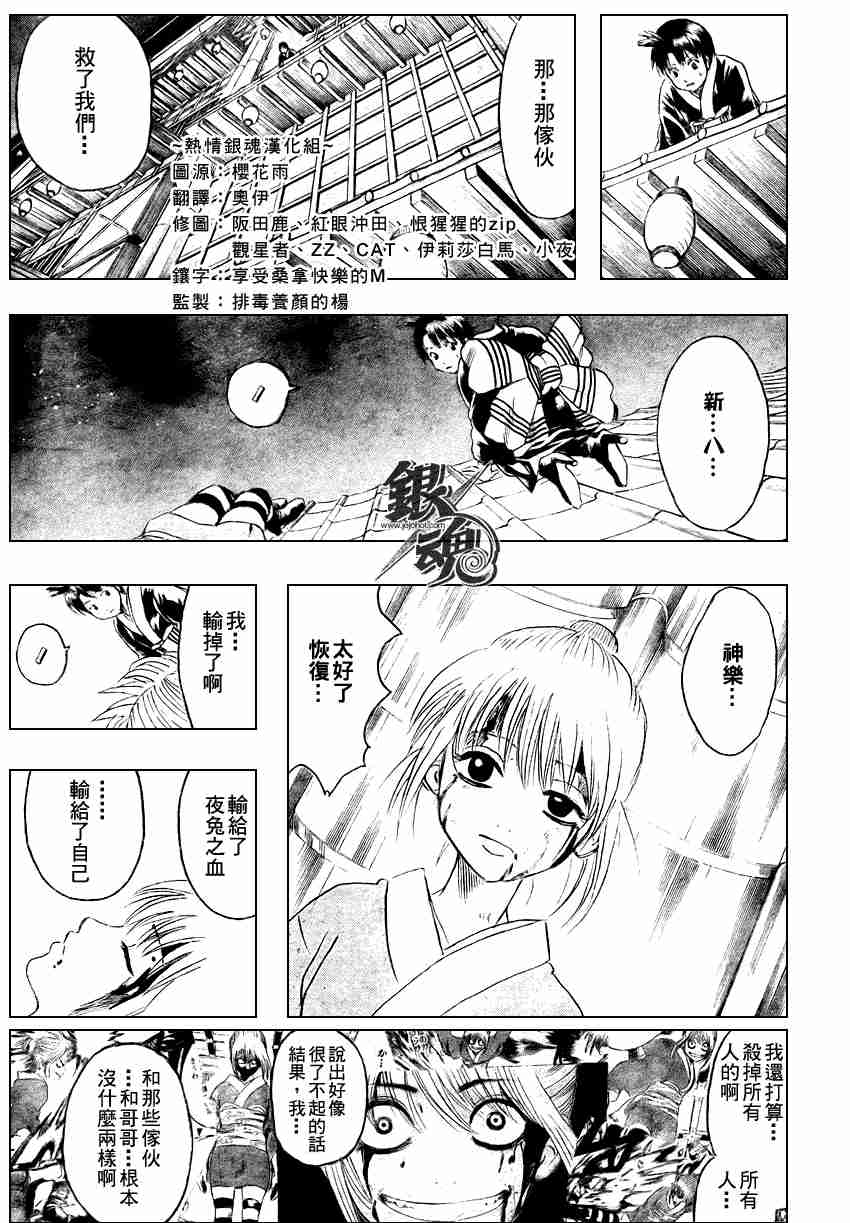 那…那傢伙
救了我們…
~熱情銀魂漢化組~
圖源：櫻花雨
翻譯：奧伊
修圖：阪田鹿、紅眼沖田、恨猩猩的zip
觀星者、ZZ、CAT、伊莉莎白馬、小夜
鑲字：享受桑拿快樂的M
監製：排毒養顏的楊
新…八…
銀魂
www.jojohot.com
神樂…
太好了
恢復…
我…
輸掉了啊
輸給了
夜兔之血
……
輸給了自己
我還打算…
殺掉所有
人的啊
所有
人…
說出好像
很了不起的話
結果，我…
和那些傢伙
…和哥哥…根本
沒什麼兩樣啊